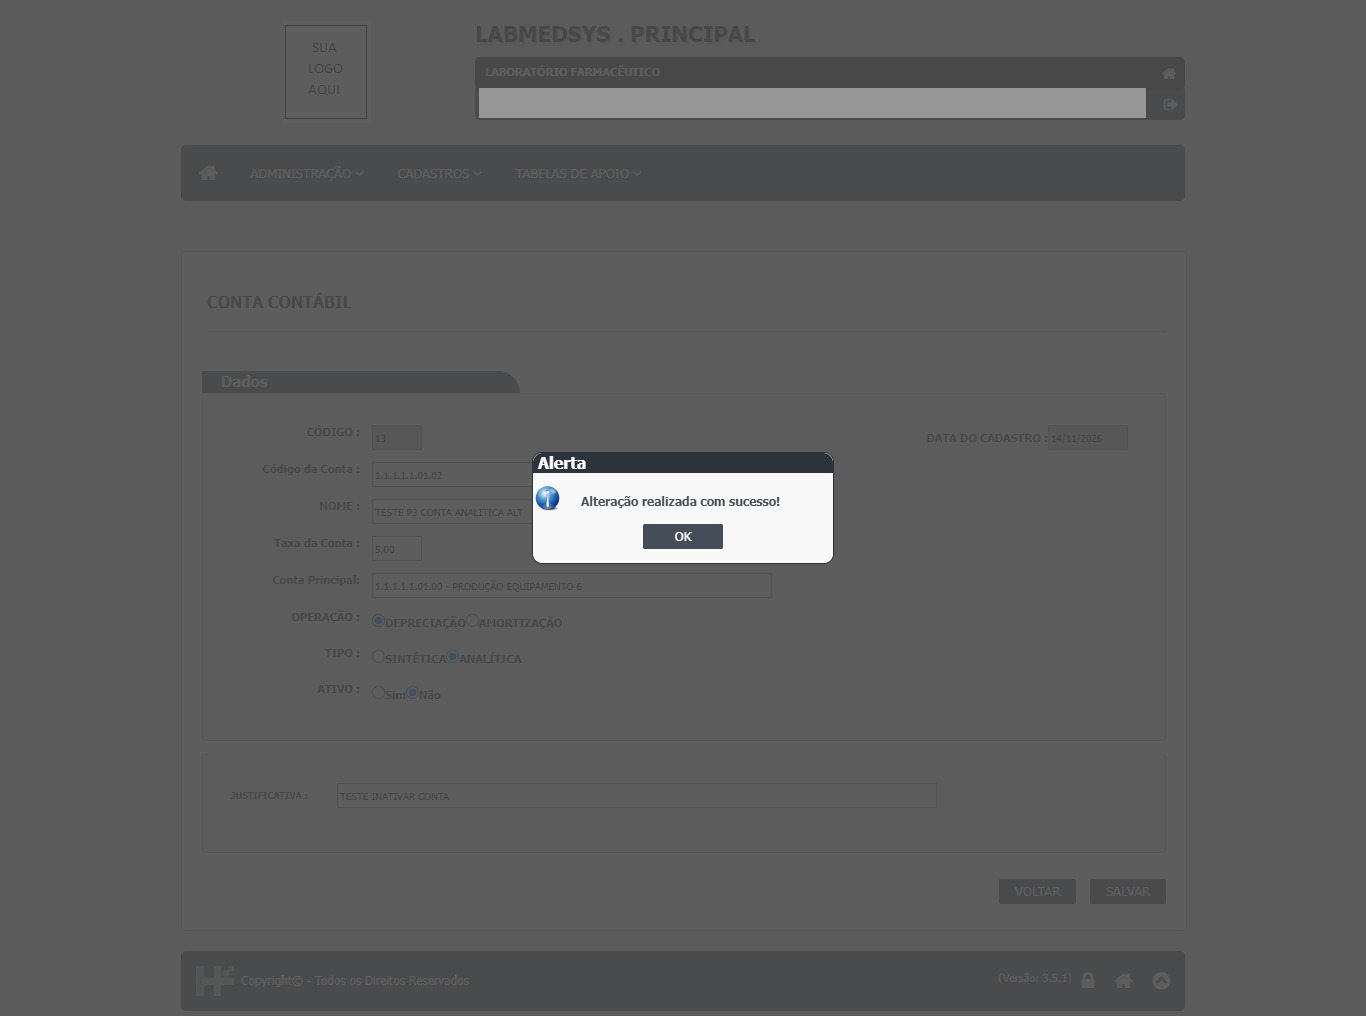 SUA
LOGO
AQUI
LABMEDSYS . PRINCIPAL
LABORATÓRIO FARMACÊUTICO
ADMINISTRAÇÃO
CADASTROS
TABELAS DE APOIO
CONTA CONTÁBIL
Dados
CÓDIGO : 13
DATA DO CADASTRO : 14/11/2026
Código da Conta : 1.1.1.1.1.01.02
NOME : TESTE P3 CONTA ANALITICA ALT
Taxa da Conta : 5,00
Conta Principal: 1.1.1.1.1.01.00 - PRODUÇÃO EQUIPAMENTO 6
OPERAÇÃO : DEPRECIAÇÃO AMORTIZAÇÃO
TIPO : SINTÉTICA ANALÍTICA
ATIVO : Sim Não
Alerta
Alteração realizada com sucesso!
OK
JUSTIFICATIVA : TESTE INATIVAR CONTA
VOLTAR
SALVAR
Copyright© - Todos os Direitos Reservados
(Versão: 3.5.1)